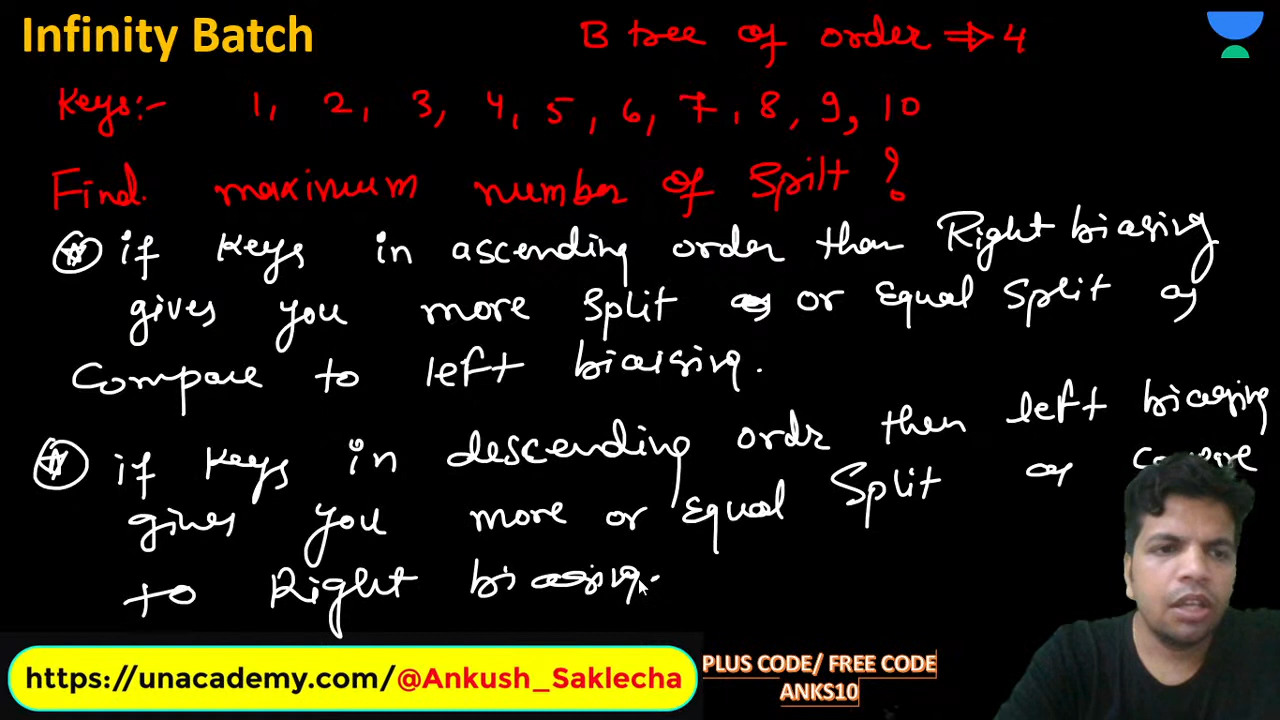 Infinity Batch
B tree of order ⇒ 4
Keys:- 1, 2, 3, 4, 5, 6, 7, 8, 9, 10
Find. maximum number of Spilt ?
if Keys in ascending order then Right biasing
gives you more Split or Equal Split as
Compare to left biaising.
if Keys in descending ordr then left biasing
gives you more or Equal Split as compare
to Right biasing.
https://unacademy.com/@Ankush_Saklecha
PLUS CODE/ FREE CODE
ANKS10